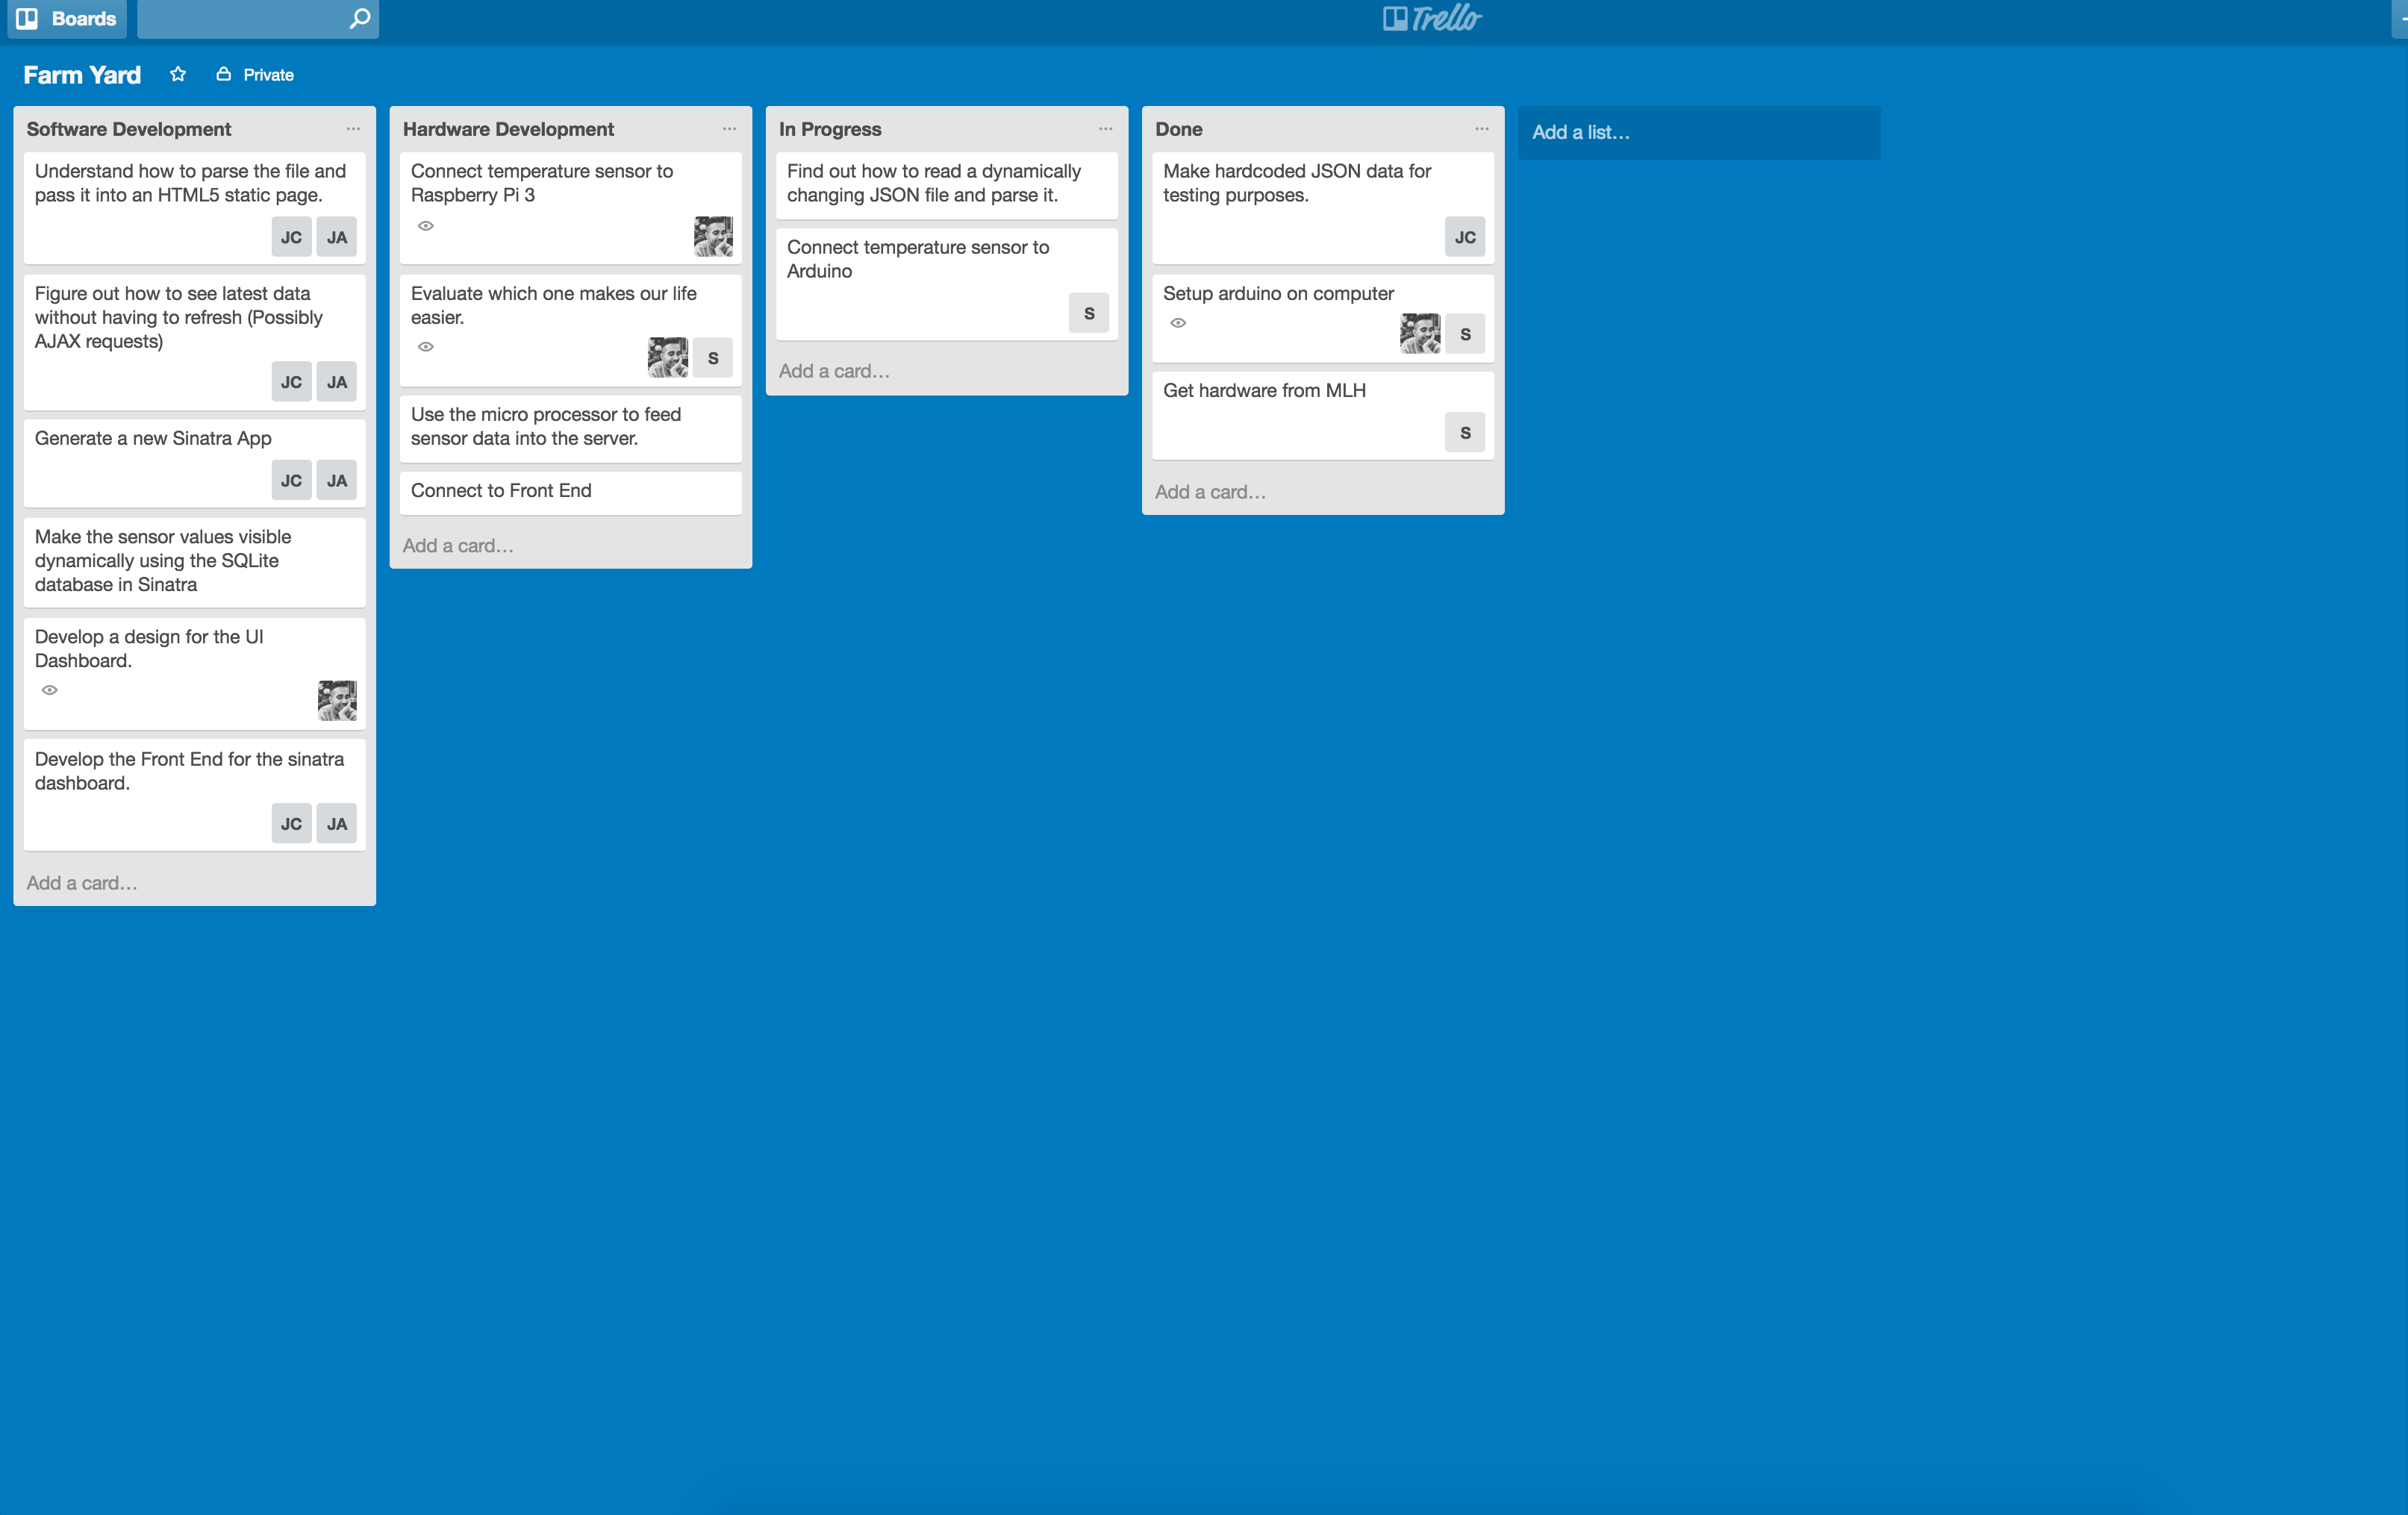 Boards
Trello
Farm Yard
Private
Software Development
Understand how to parse the file and
pass it into an HTML5 static page.
JC JA
Figure out how to see latest data
without having to refresh (Possibly
AJAX requests)
JC JA
Generate a new Sinatra App
JC JA
Make the sensor values visible
dynamically using the SQLite
database in Sinatra
Develop a design for the UI
Dashboard.
Develop the Front End for the sinatra
dashboard.
JC JA
Add a card…
Hardware Development
Connect temperature sensor to
Raspberry Pi 3
Evaluate which one makes our life
easier.
S
Use the micro processor to feed
sensor data into the server.
Connect to Front End
Add a card…
In Progress
Find out how to read a dynamically
changing JSON file and parse it.
Connect temperature sensor to
Arduino
S
Add a card…
Done
Make hardcoded JSON data for
testing purposes.
JC
Setup arduino on computer
S
Get hardware from MLH
S
Add a card…
Add a list…